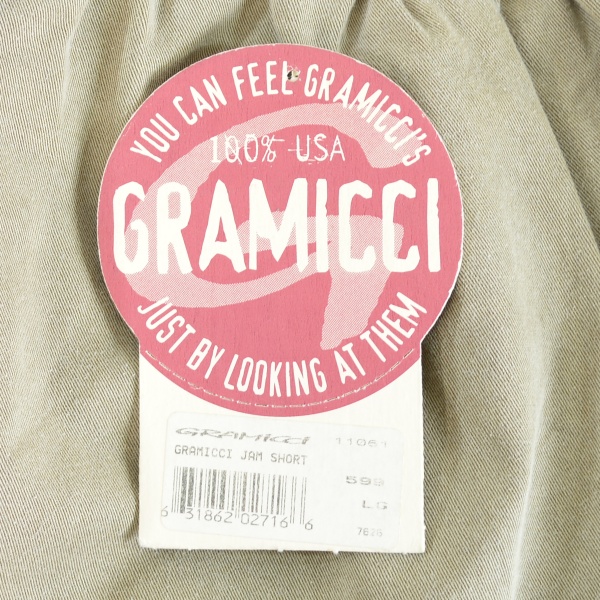 YOU CAN FEEL GRAMICCI'S
100% USA
GRAMICCI
JUST BY LOOKING AT THEM
GRAMICCI 11061
GRAMICCI JAM SHORT
599
LG
6 31862 02716 6